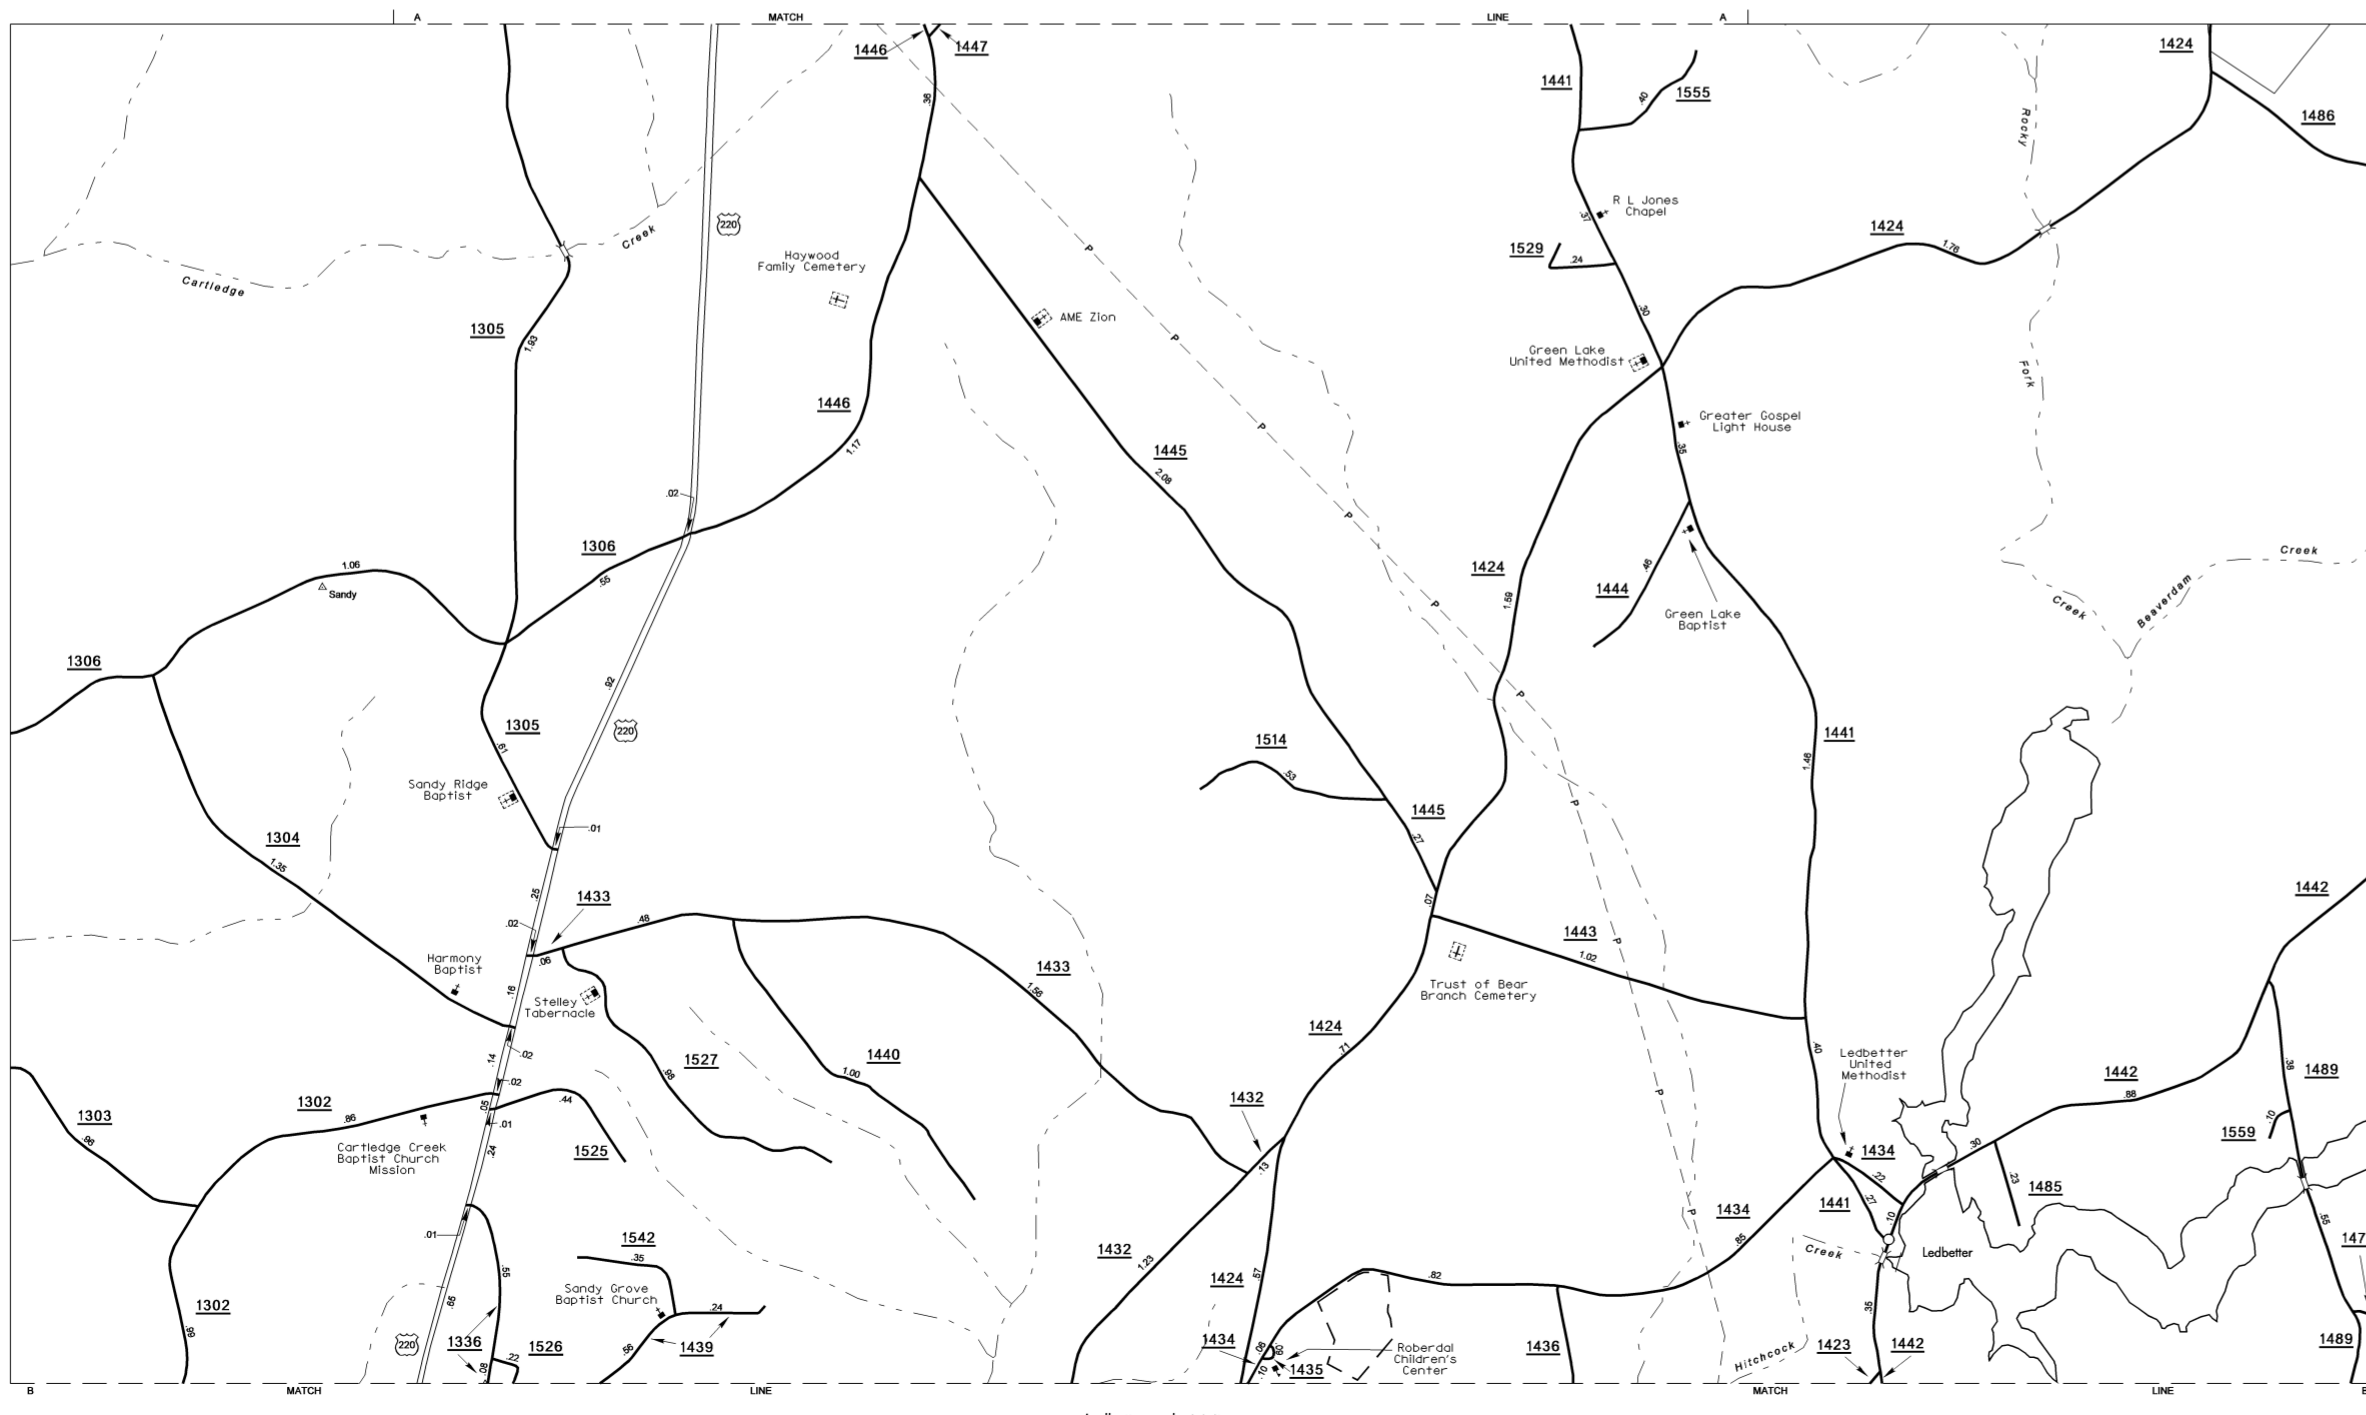 A
MATCH
LINE
A
1446
1447
1424
1441
1555
.40
.36
1486
Rocky
R L Jones
Chapel
.37
220
Creek
1424
1.76
1529
.24
Haywood
Family Cemetery
Cartledge
P
.30
AME Zion
1305
1.93
P
Green Lake
United Methodist
Fork
1446
1.17
Greater Gospel
Light House
.35
P
1445
2.08
.02
P
1306
.55
1.06
Sandy
1424
1.59
.46
1444
P
Green Lake
Baptist
Creek
Beaverdam
Creek
1306
.92
P
1305
.61
220
1514
.53
1441
1.46
Sandy Ridge
Baptist
P
1445
.27
.01
1304
1.35
.25
1433
.48
.02
.07
1442
Harmony
Baptist
.06
P
1443
1.02
.16
Stelley
Tabernacle
1433
1.56
Trust of Bear
Branch Cemetery
1424
.71
.14
.02
1527
.98
1440
1.00
.40
Ledbetter
United
Methodist
.38
1489
.02
P
1442
.88
1303
.96
1302
.86
.05
.44
1432
.10
.01
Cartledge Creek
Baptist Church
Mission
.24
1525
1559
1434
.30
.13
.22
.23
1485
1441
.27
1434
.85
P
.10
.55
.01
1542
.35
1432
1.23
Creek
Ledbetter
147
.55
1424
.57
.82
Sandy Grove
Baptist Church
.65
1302
.99
.24
.35
220
1336
1526
.22
.08
.56
1439
1434
.06
.09
.10
1435
Roberdal
Children's
Center
1436
Hitchcock
1423
1442
1489
B
MATCH
LINE
MATCH
LINE